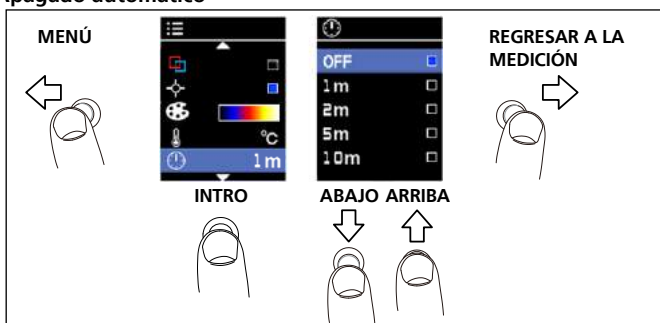 pagado automático
MENÚ
°C
1m
INTRO
OFF
1m
2m
5m
10m
ABAJO ARRIBA
REGRESAR A LA
MEDICIÓN